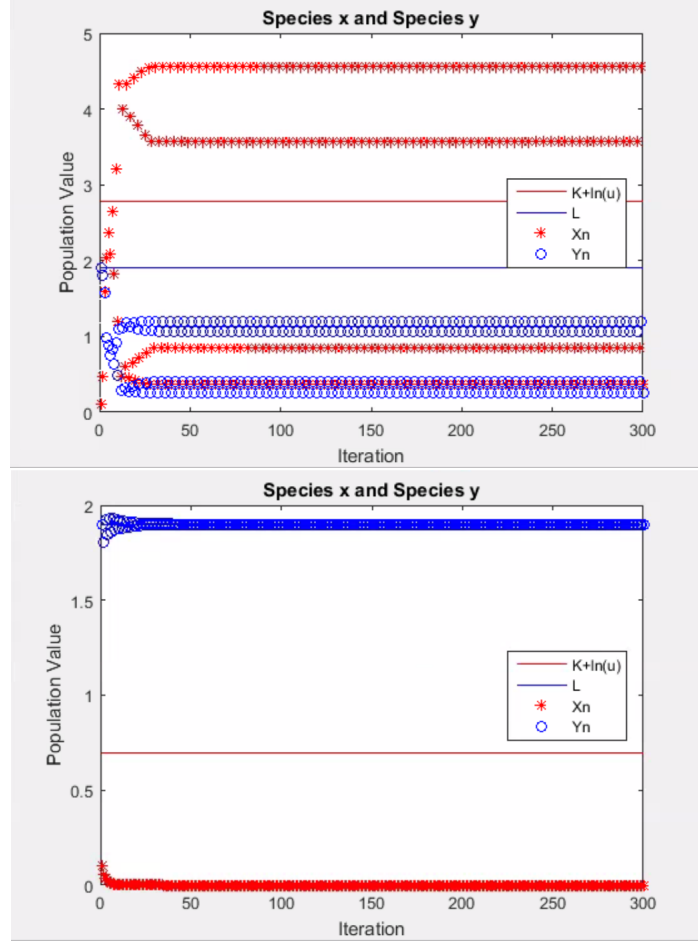 Species x and Species y
5
4
3
2
1
0
Population Value
K+ln(u)
L
Xn
Yn
0
50
100
150
200
250
300
Iteration
Species x and Species y
2
1.5
1
0.5
0
Population Value
K+ln(u)
L
Xn
Yn
0
50
100
150
200
250
300
Iteration